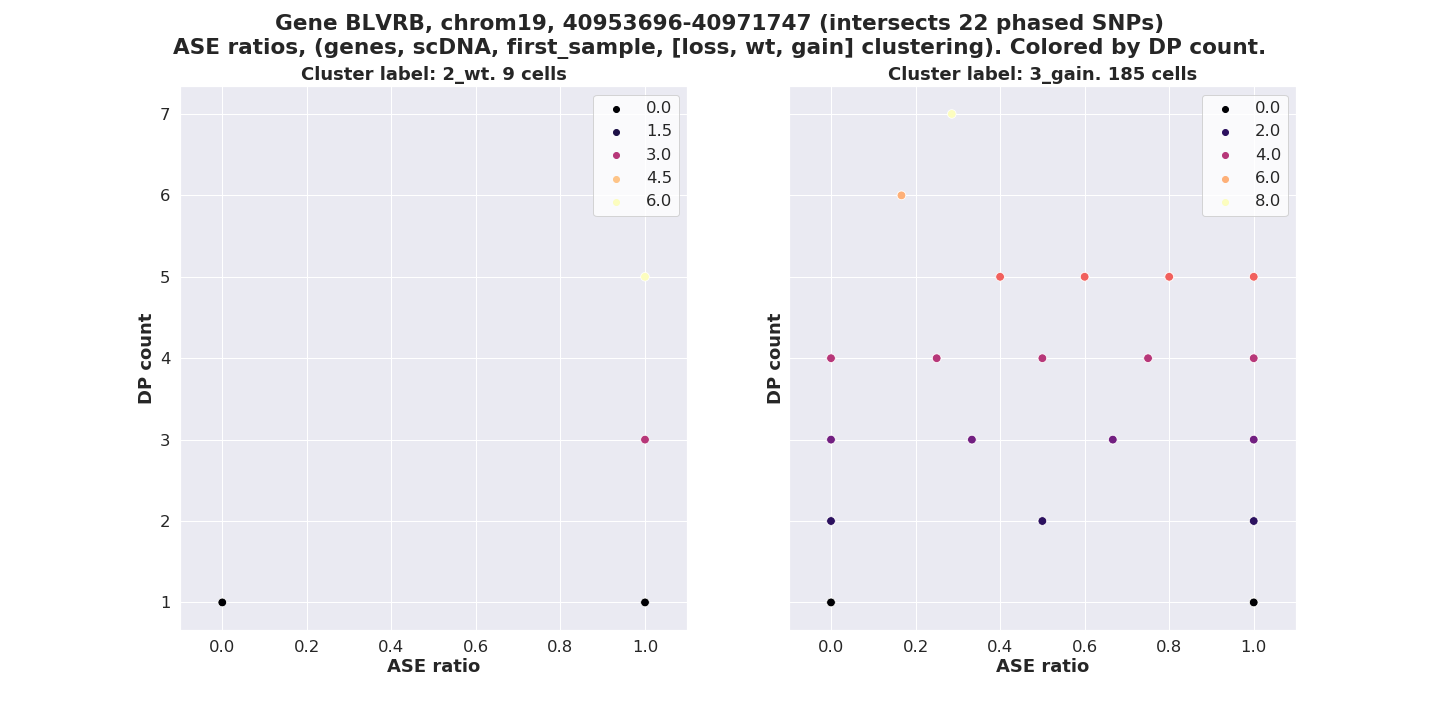 Gene BLVRB, chrom19, 40953696-40971747 (intersects 22 phased SNPs)
ASE ratios, (genes, scDNA, first_sample, [loss, wt, gain] clustering). Colored by DP count.
Cluster label: 2_wt. 9 cells
0.0
1.5
3.0
4.5
6.0
7
6
5
4
3
2
1
DP count
0.0 0.2 0.4 0.6 0.8 1.0
ASE ratio
Cluster label: 3_gain. 185 cells
0.0
2.0
4.0
6.0
8.0
DP count
0.0 0.2 0.4 0.6 0.8 1.0
ASE ratio